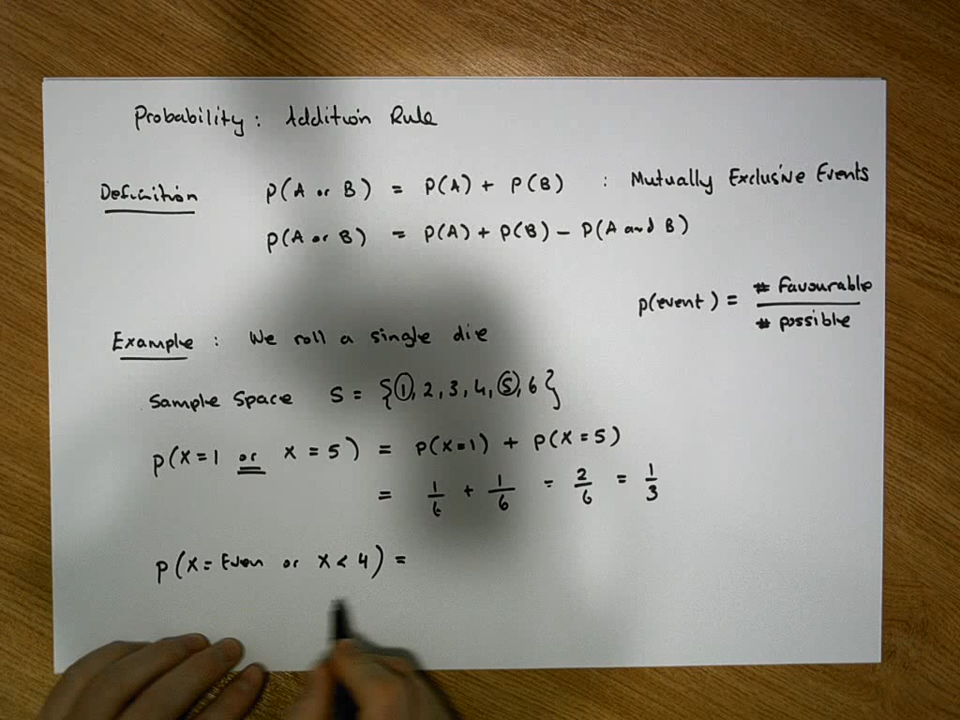 Probability: Addition Rule
Definition P(A or B) = P(A) + P(B) : Mutually Exclusive Events
P(A or B) = P(A) + P(B) - P(A and B)
P(event) = # favourable / # possible
Example: We roll a single die
Sample Space S = {1, 2, 3, 4, 5, 6}
P(X=1 or X=5) = P(X=1) + P(X=5)
= 1/6 + 1/6 = 2/6 = 1/3
P(X=Even or X<4) =